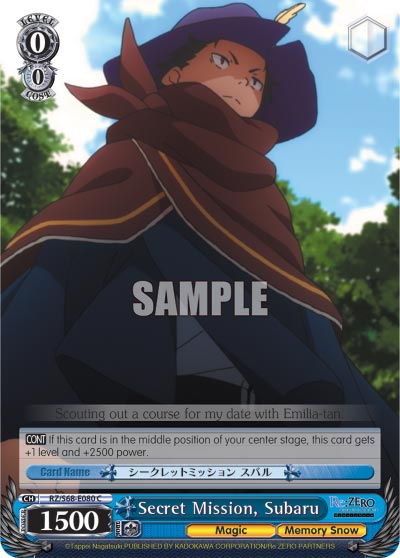 LEVEL
0
0
COST
SAMPLE
Scouting out a course for my date with Emilia-tan.
CONT If this card is in the middle position of your center stage, this card gets
+1 level and +2500 power.
Card Name シークレットミッション スバル
CH RZ/S68-E080 C
Secret Mission, Subaru
Re:ZERO
POWER 1500
Magic Memory Snow
©Tappei Nagatsuki,PUBLISHED BY KADOKAWA CORPORATION/Re:ZERO PARTNERS